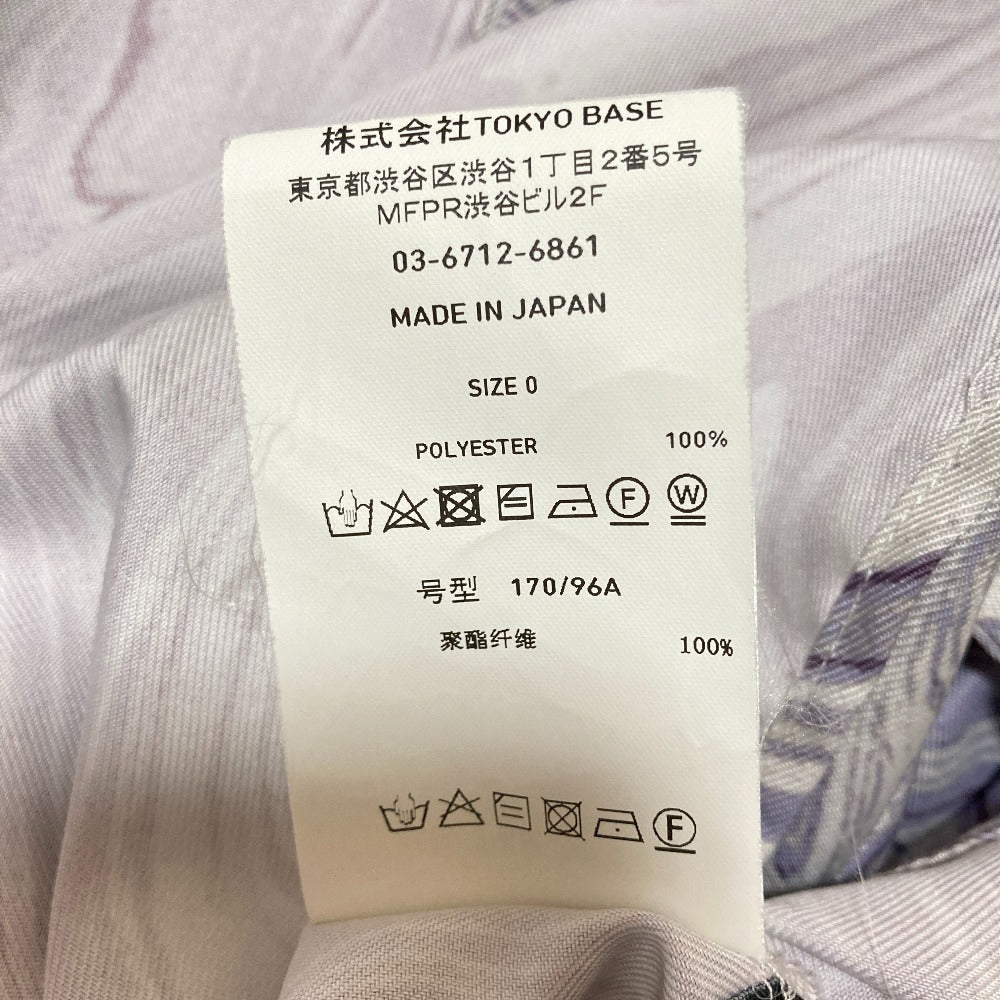 株式会社TOKYO BASE
東京都渋谷区渋谷1丁目2番5号
MFPR渋谷ビル2F
03-6712-6861
MADE IN JAPAN
SIZE 0
POLYESTER 100%
F W
号型 170/96A
聚酯纤维 100%
F